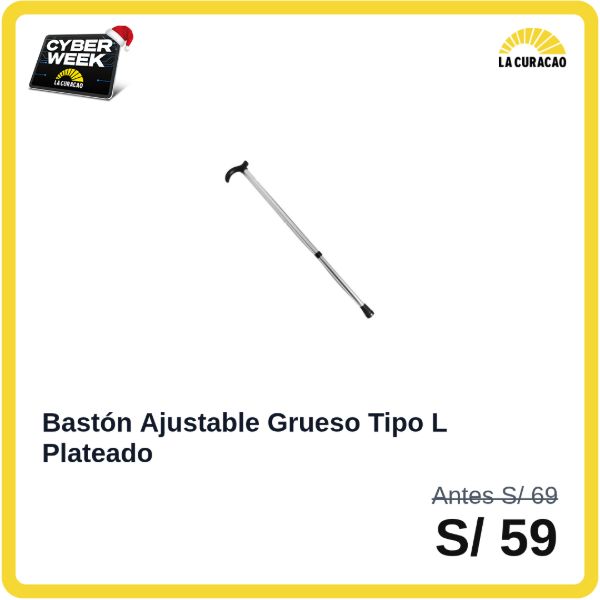 CYBER
WEEK
LA CURACAO
LA CURACAO
Bastón Ajustable Grueso Tipo L
Plateado
Antes S/ 69
S/ 59